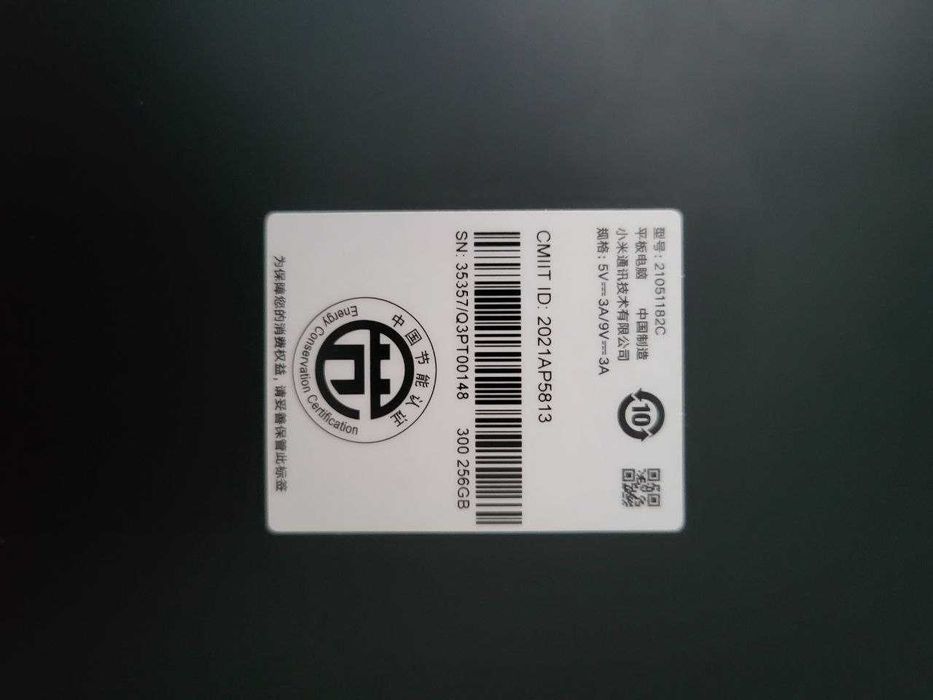 型号: 21051182C
平板电脑 中国制造
小米通讯技术有限公司
规格: 5V⎓3A/9V⎓3A
10
CMIIT ID: 2021AP5813
SN: 35357/Q3PT00148 300 256GB
中国节能认证
Energy Conservation Certification
为保障您的消费权益, 请妥善保管此标签